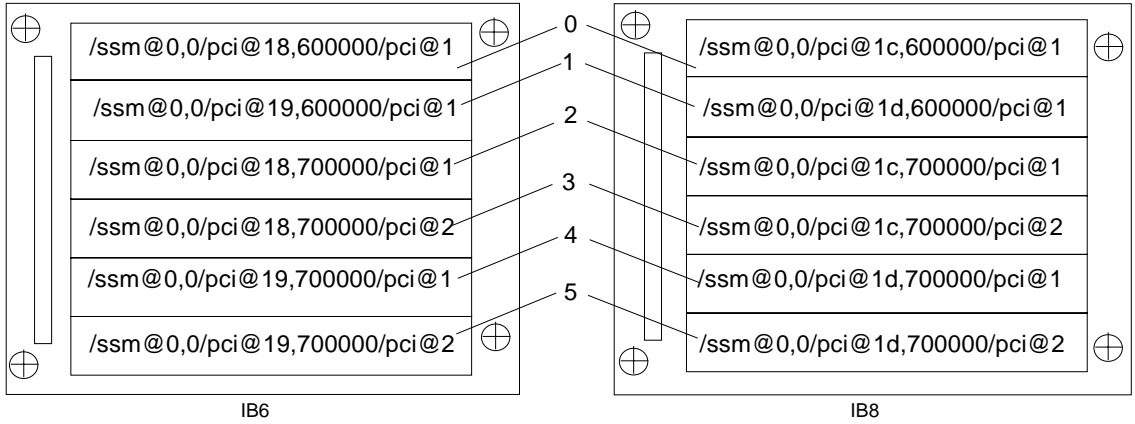 /ssm@0,0/pci@18,600000/pci@1
/ssm@0,0/pci@19,600000/pci@1
/ssm@0,0/pci@18,700000/pci@1
/ssm@0,0/pci@18,700000/pci@2
/ssm@0,0/pci@19,700000/pci@1
/ssm@0,0/pci@19,700000/pci@2
IB6
0
1
2
3
4
5
/ssm@0,0/pci@1c,600000/pci@1
/ssm@0,0/pci@1d,600000/pci@1
/ssm@0,0/pci@1c,700000/pci@1
/ssm@0,0/pci@1c,700000/pci@2
/ssm@0,0/pci@1d,700000/pci@1
/ssm@0,0/pci@1d,700000/pci@2
IB8